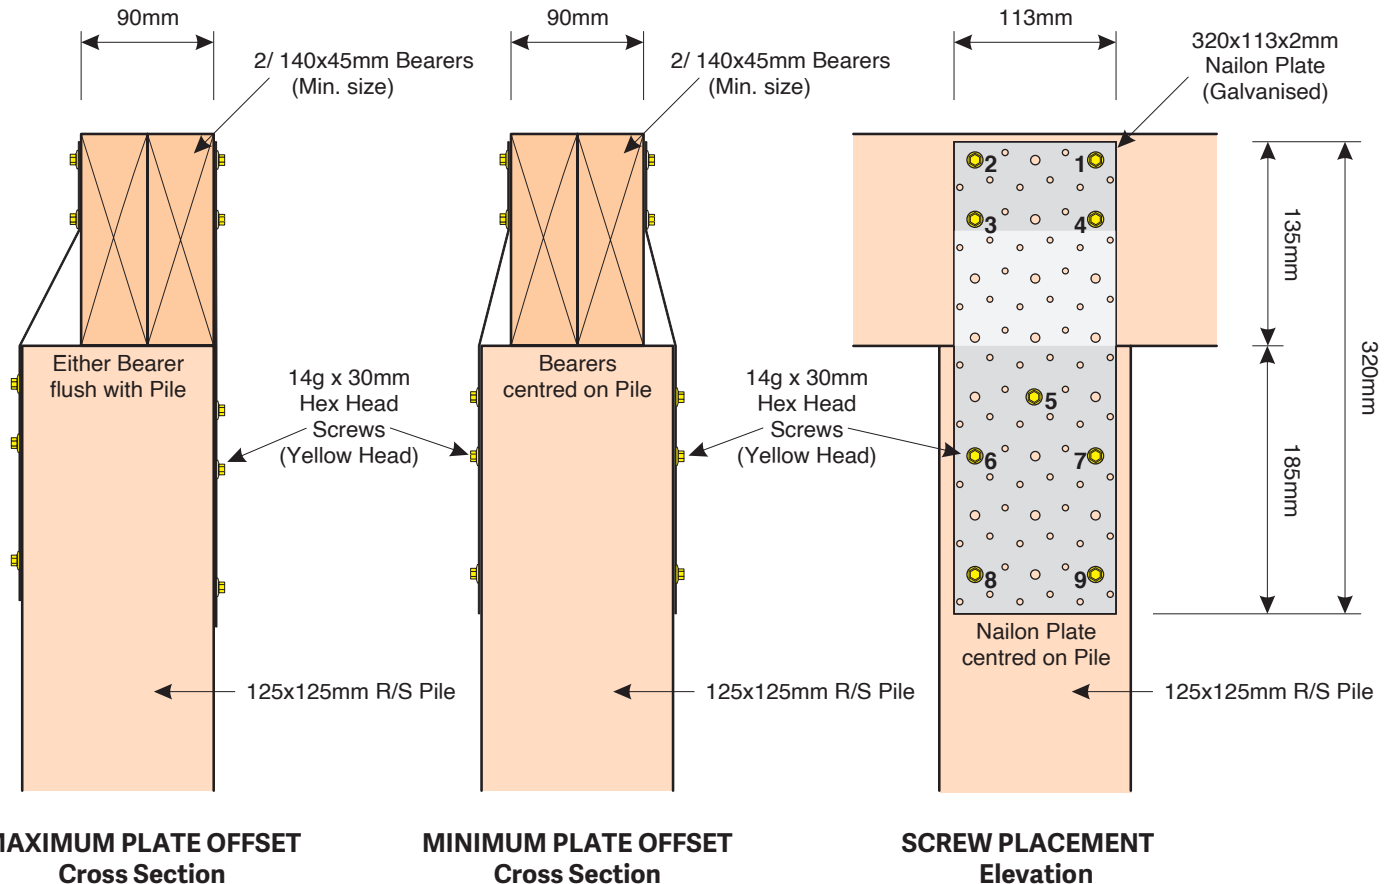 90mm
2/ 140x45mm Bearers
(Min. size)
Either Bearer
flush with Pile
14g x 30mm
Hex Head
Screws
(Yellow Head)
125x125mm R/S Pile
MAXIMUM PLATE OFFSET
Cross Section
90mm
2/ 140x45mm Bearers
(Min. size)
Bearers
centred on Pile
14g x 30mm
Hex Head
Screws
(Yellow Head)
125x125mm R/S Pile
MINIMUM PLATE OFFSET
Cross Section
113mm
320x113x2mm
Nailon Plate
(Galvanised)
2
1
3
4
5
6
7
8
9
135mm
185mm
320mm
Nailon Plate
centred on Pile
125x125mm R/S Pile
SCREW PLACEMENT
Elevation